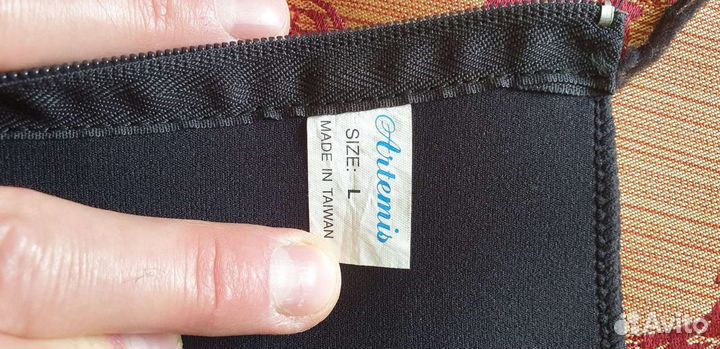 Artemis
SIZE: L
MADE IN TAIWAN
Avito